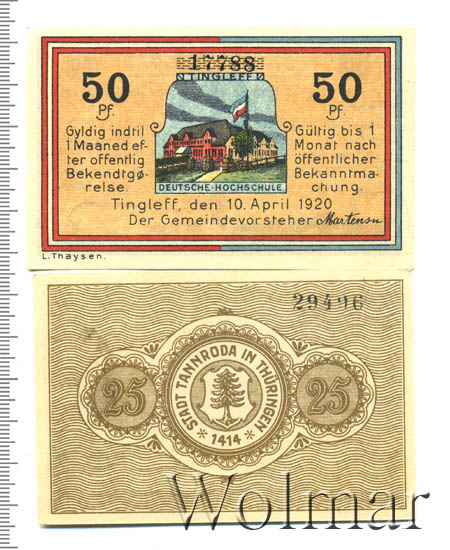 17788
TINGLEFF
50 50
Pf. Pf.
Gyldig indtil
1 Maaned ef-
ter offentlig
Bekendtgø-
relse.
Gültig bis 1
Monat nach
öffentlicher
Bekanntma-
chung.
DEUTSCHE-HOCHSCHULE
Tingleff, den 10. April 1920
Der Gemeindevorsteher Martensen
L. Thaysen.
29496
25 25
STADT TANNRODA IN THÜRINGEN
* 1414 *
Wolmar